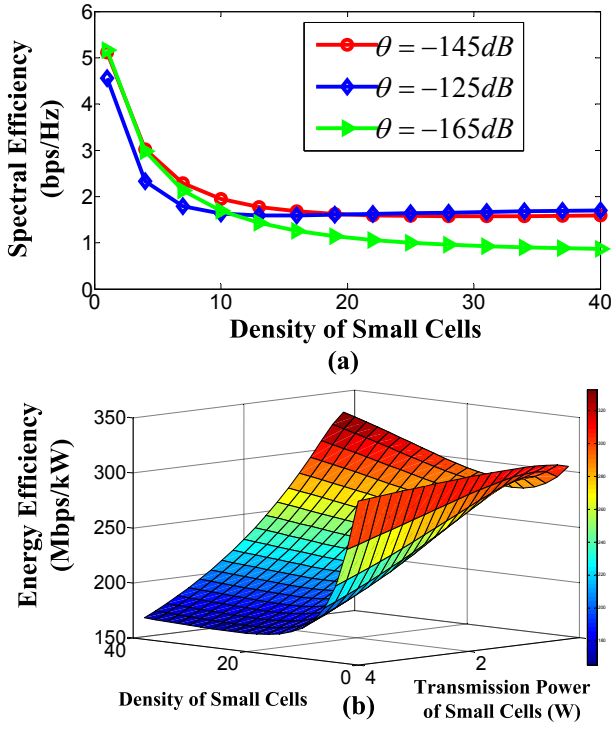 6
5
4
3
2
1
0
0
10
20
30
40
Spectral Efficiency
(bps/Hz)
θ = −145dB
θ = −125dB
θ = −165dB
Density of Small Cells
(a)
350
300
250
200
150
Energy Efficiency
(Mbps/kW)
40
20
0
4
2
Density of Small Cells
(b)
Transmission Power
of Small Cells (W)